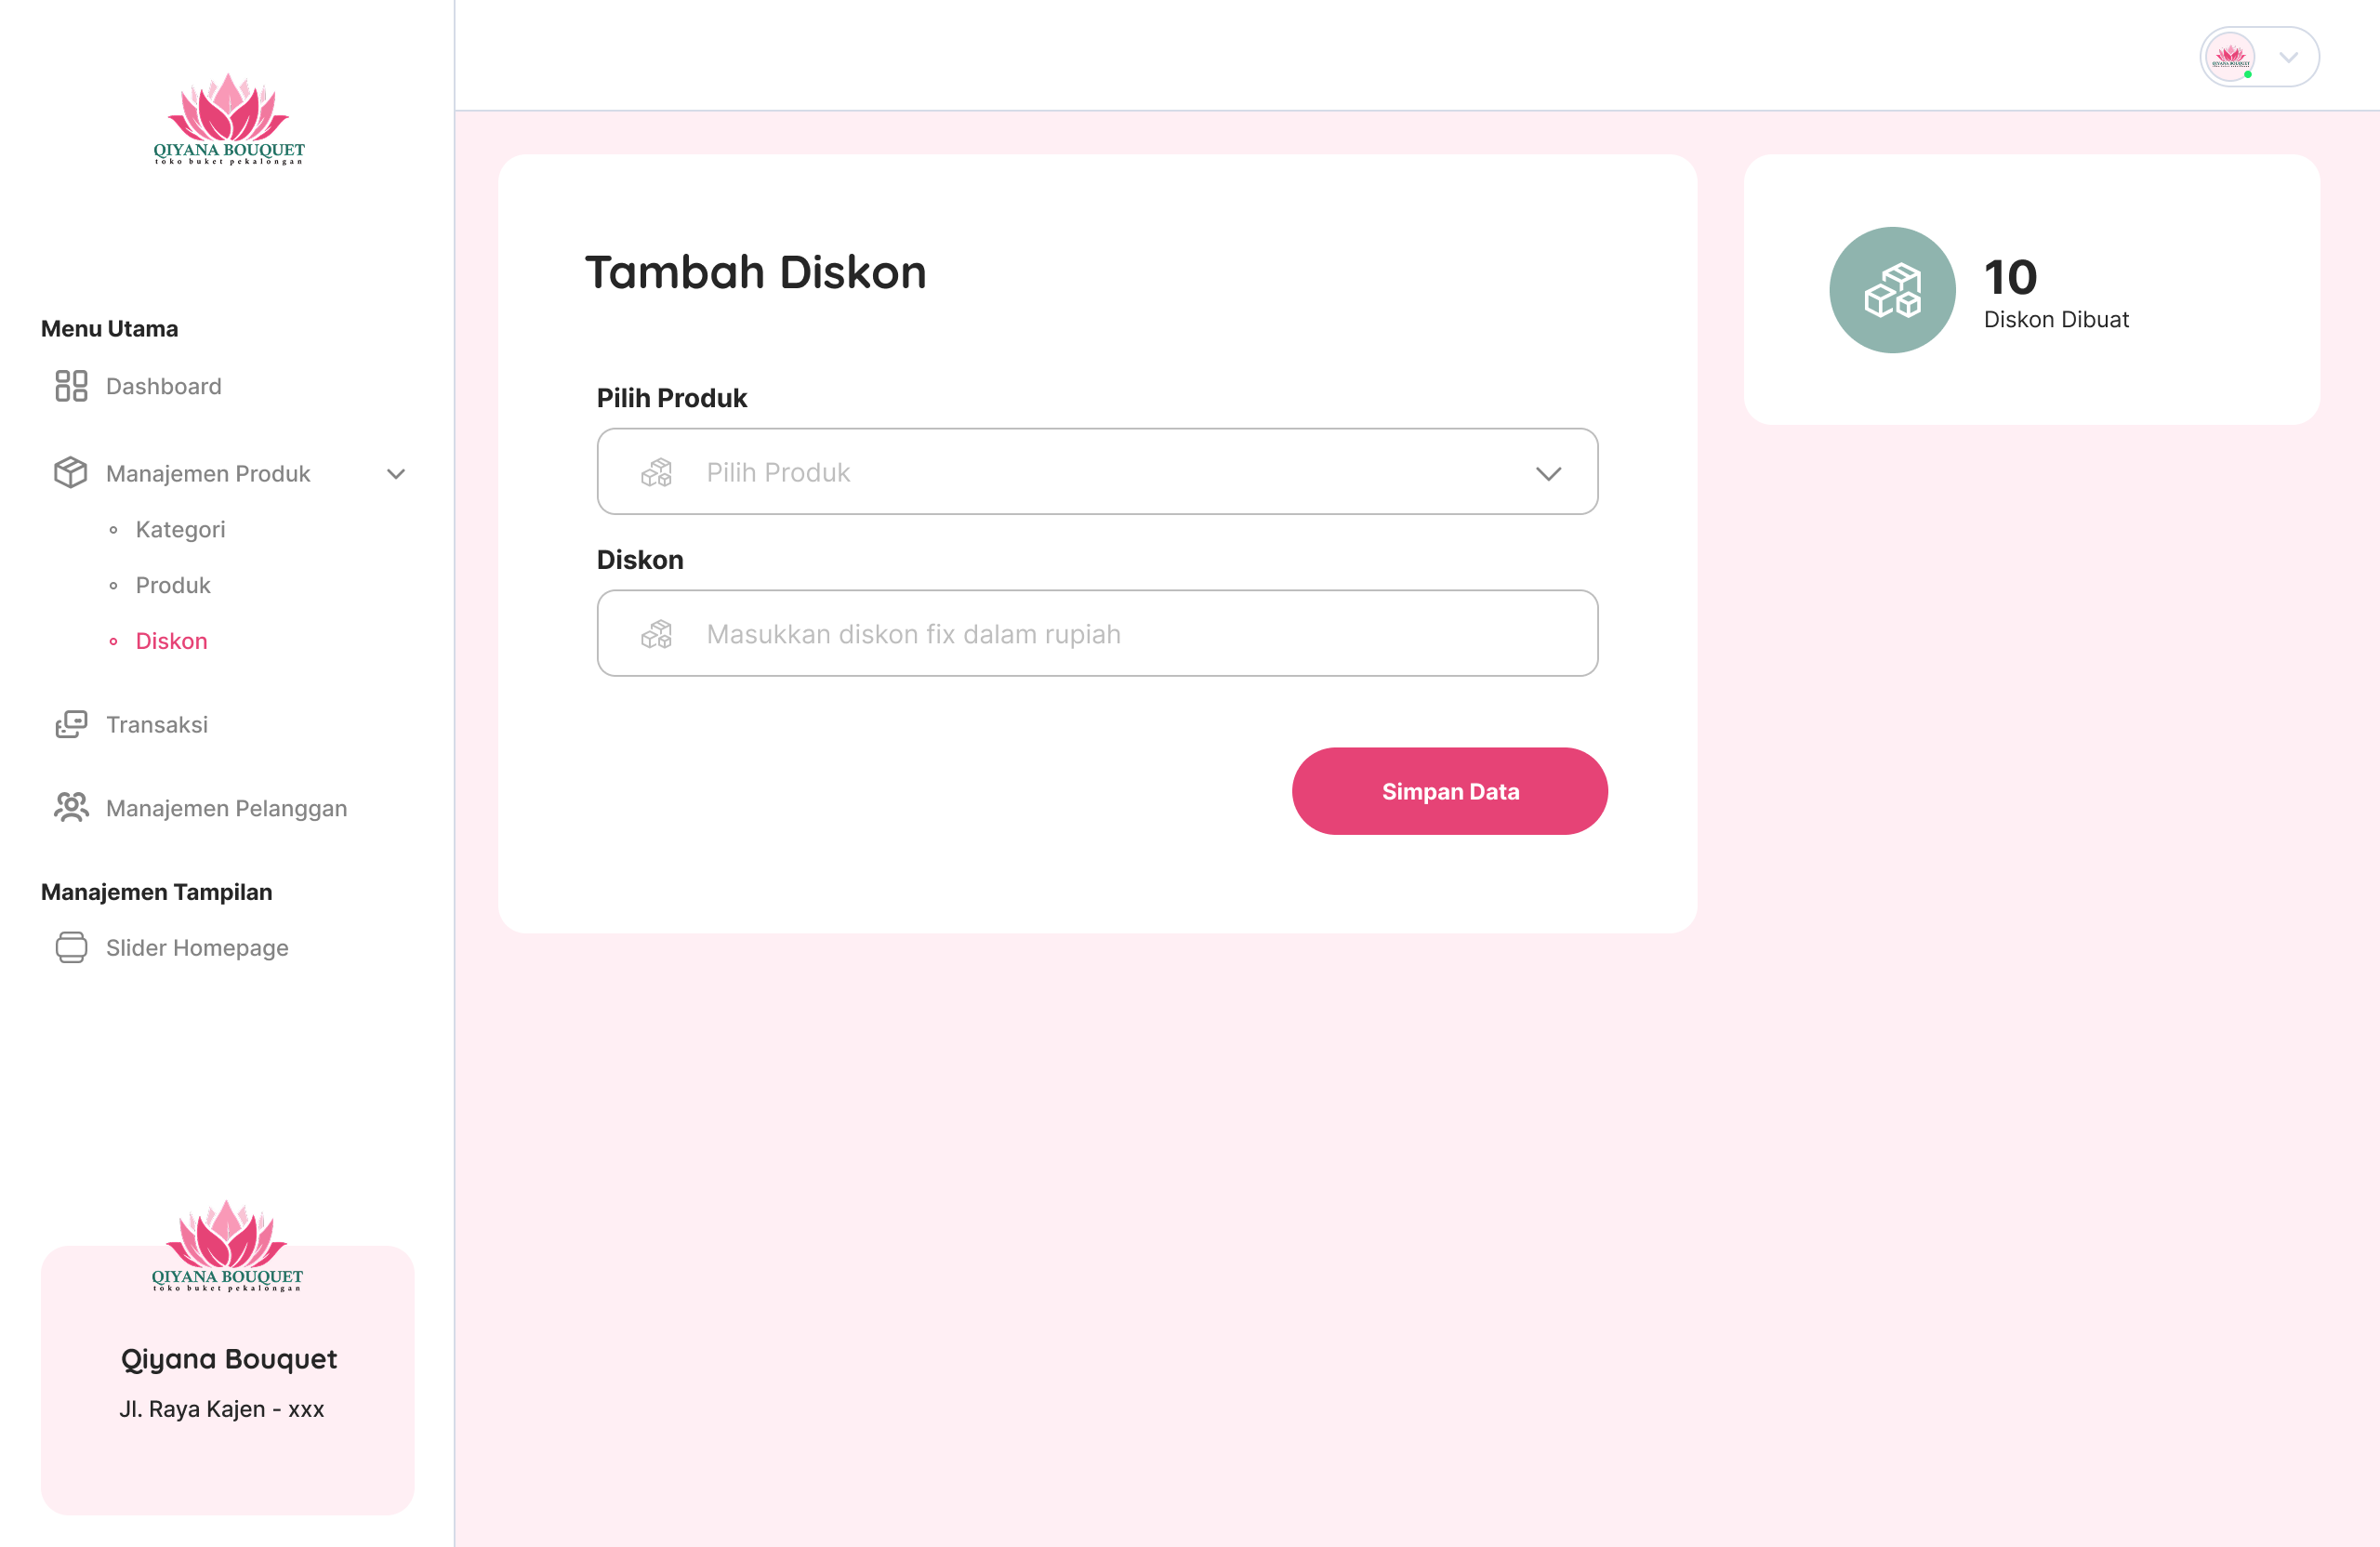 QIYANA BOUQUET
toko buket pekalongan
Menu Utama
Dashboard
Manajemen Produk
Kategori
Produk
Diskon
Transaksi
Manajemen Pelanggan
Manajemen Tampilan
Slider Homepage
QIYANA BOUQUET
toko buket pekalongan
Qiyana Bouquet
Jl. Raya Kajen - xxx
QIYANA BOUQUET
Tambah Diskon
Pilih Produk
Pilih Produk
Diskon
Masukkan diskon fix dalam rupiah
Simpan Data
10
Diskon Dibuat